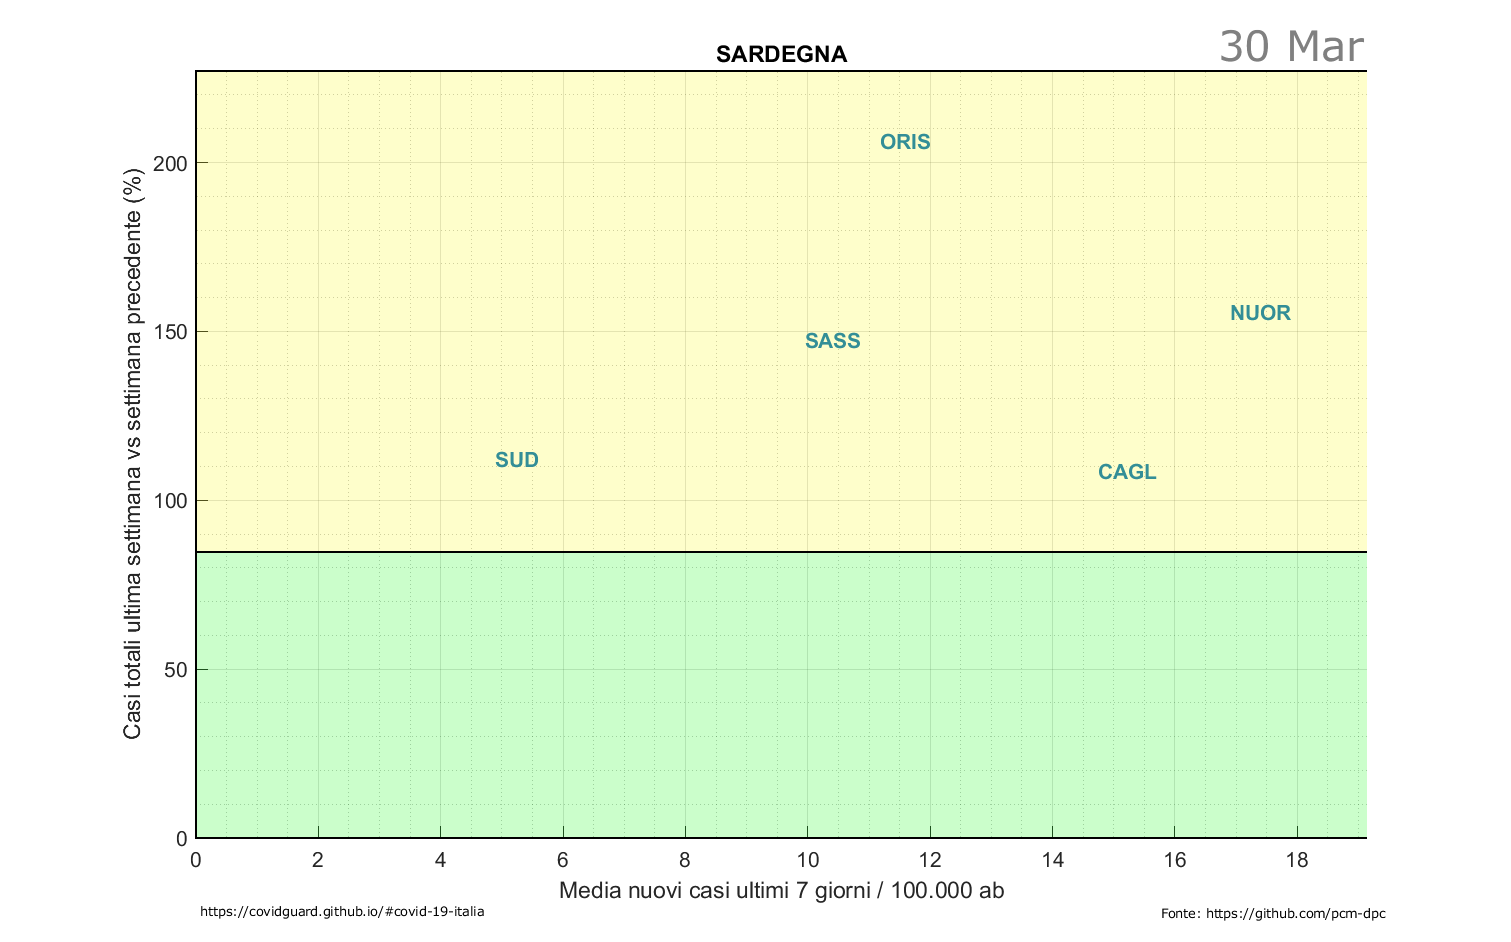 30 Mar
SARDEGNA
Casi totali ultima settimana vs settimana precedente (%)
200
150
100
50
0
ORIS
NUOR
SASS
SUD
CAGL
0 2 4 6 8 10 12 14 16 18
Media nuovi casi ultimi 7 giorni / 100.000 ab
https://covidguard.github.io/#covid-19-italia
Fonte: https://github.com/pcm-dpc